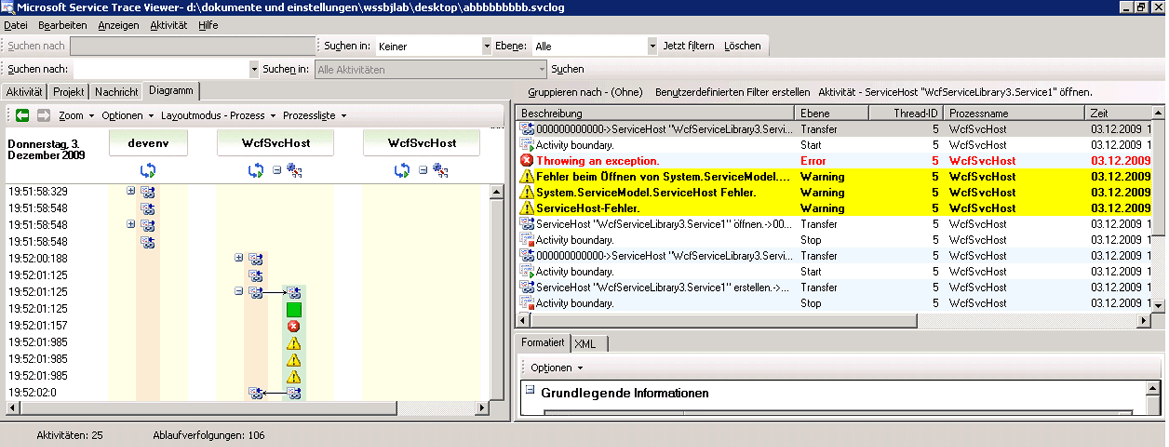 Microsoft Service Trace Viewer- d:\dokumente und einstellungen\wssbjlab\desktop\abbbbbbbbb.svclog
Datei Bearbeiten Anzeigen Aktivität Hilfe
Suchen nach Suchen in: Keiner Ebene: Alle Jetzt filtern Löschen
Suchen nach: Suchen in: Alle Aktivitäten Suchen
Aktivität Projekt Nachricht Diagramm
Zoom Optionen Layoutmodus - Prozess Prozessliste
Donnerstag, 3. Dezember 2009
devenv WcfSvcHost WcfSvcHost
19:51:58:329
19:51:58:548
19:51:58:548
19:51:58:548
19:52:00:188
19:52:01:125
19:52:01:125
19:52:01:125
19:52:01:157
19:52:01:985
19:52:01:985
19:52:01:985
19:52:02:0
Gruppieren nach - (Ohne) Benutzerdefinierten Filter erstellen Aktivität - ServiceHost "WcfServiceLibrary3.Service1" öffnen.
Beschreibung Ebene Thread-ID Prozessname Zeit
000000000000->ServiceHost "WcfServiceLibrary3.Servi... Transfer 5 WcfSvcHost 03.12.2009 1
Activity boundary. Start 5 WcfSvcHost 03.12.2009 1
Throwing an exception. Error 5 WcfSvcHost 03.12.2009
Fehler beim Öffnen von System.ServiceModel.... Warning 5 WcfSvcHost 03.12.2009
System.ServiceModel.ServiceHost Fehler. Warning 5 WcfSvcHost 03.12.2009
ServiceHost-Fehler. Warning 5 WcfSvcHost 03.12.2009
ServiceHost "WcfServiceLibrary3.Service1" öffnen.->00... Transfer 5 WcfSvcHost 03.12.2009 1
Activity boundary. Stop 5 WcfSvcHost 03.12.2009 1
000000000000->ServiceHost "WcfServiceLibrary3.Servi... Transfer 5 WcfSvcHost 03.12.2009 1
Activity boundary. Start 5 WcfSvcHost 03.12.2009 1
ServiceHost "WcfServiceLibrary3.Service1" erstellen.->... Transfer 5 WcfSvcHost 03.12.2009 1
Activity boundary. Stop 5 WcfSvcHost 03.12.2009 1
Formatiert XML
Optionen
Grundlegende Informationen
Aktivitäten: 25 Ablaufverfolgungen: 106